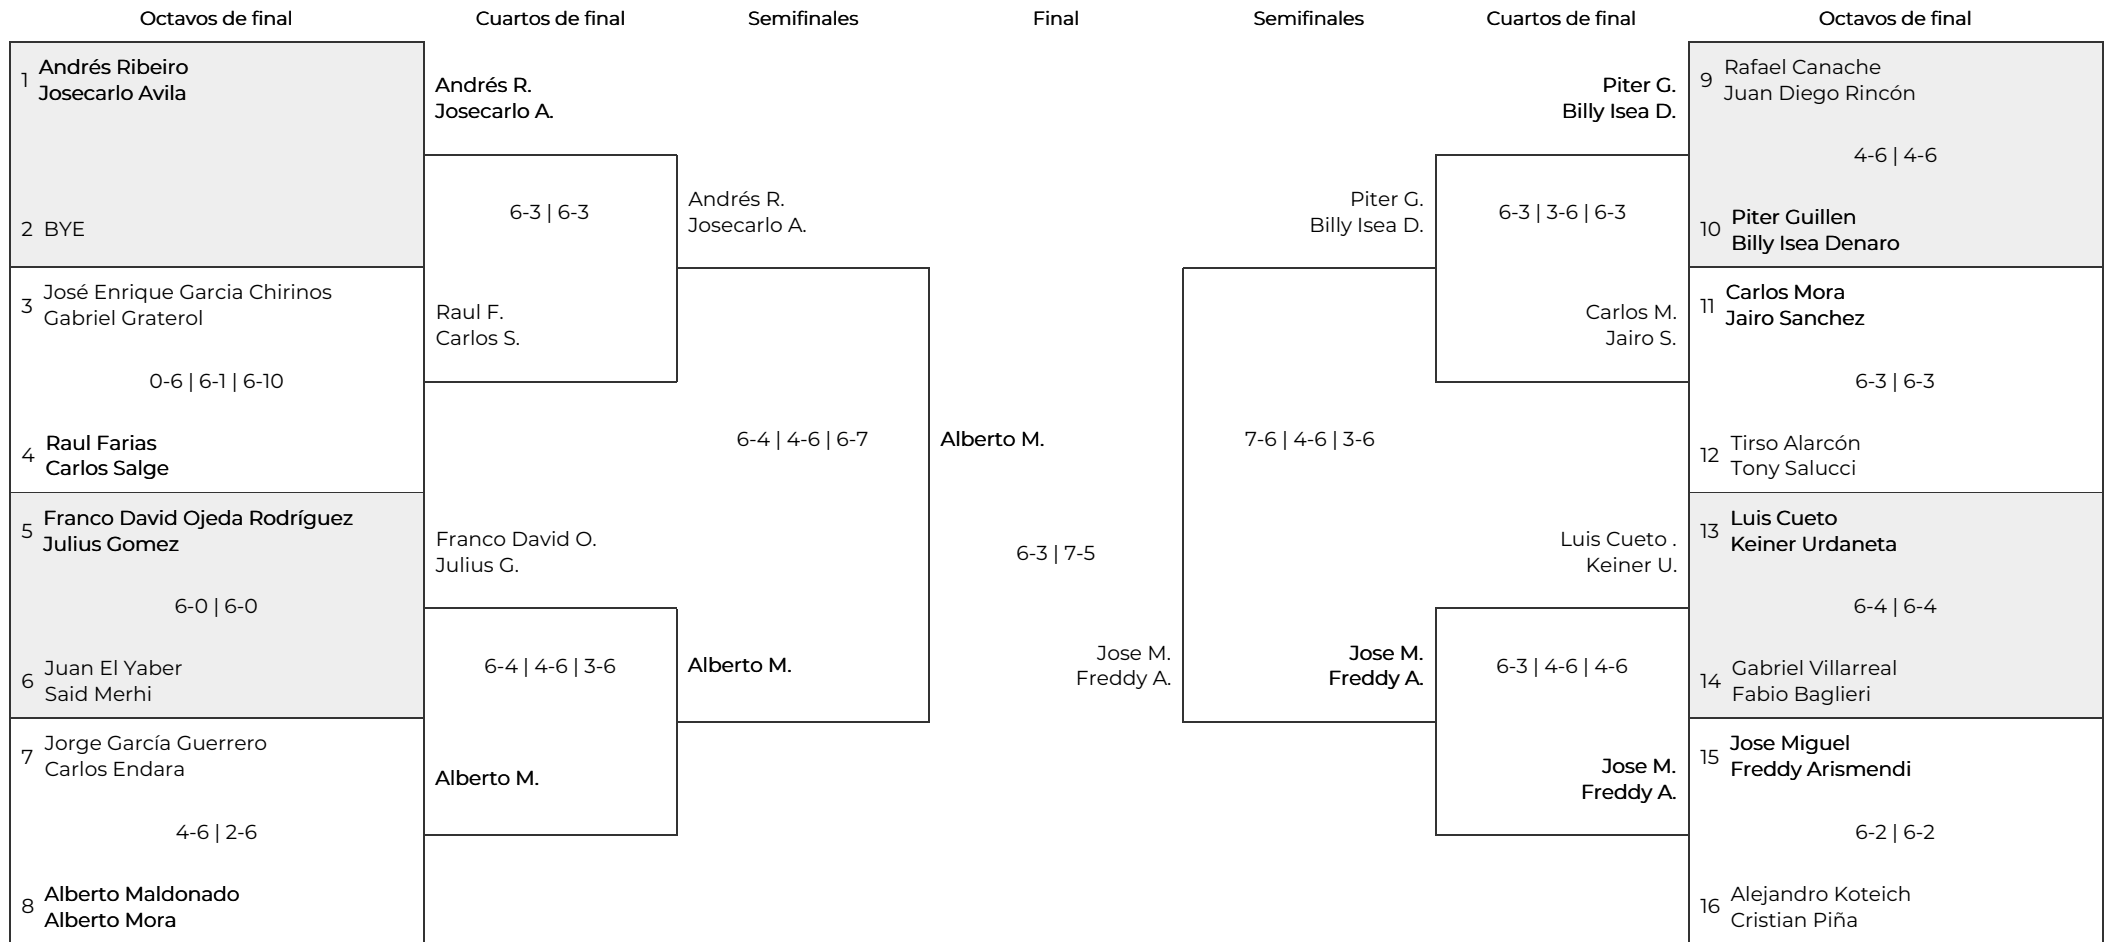 Octavos de final
Cuartos de final
Semifinales
Final
Semifinales
Cuartos de final
Octavos de final
1
Andrés Ribeiro
Josecarlo Avila
2 BYE
3
José Enrique Garcia Chirinos
Gabriel Graterol
0-6 | 6-1 | 6-10
4
Raul Farias
Carlos Salge
5
Franco David Ojeda Rodríguez
Julius Gomez
6-0 | 6-0
6
Juan El Yaber
Said Merhi
7
Jorge García Guerrero
Carlos Endara
4-6 | 2-6
8
Alberto Maldonado
Alberto Mora
Andrés R.
Josecarlo A.
6-3 | 6-3
Raul F.
Carlos S.
Franco David O.
Julius G.
6-4 | 4-6 | 3-6
Alberto M.
Andrés R.
Josecarlo A.
6-4 | 4-6 | 6-7
Alberto M.
Alberto M.
6-3 | 7-5
Jose M.
Freddy A.
Piter G.
Billy Isea D.
7-6 | 4-6 | 3-6
Jose M.
Freddy A.
Piter G.
Billy Isea D.
6-3 | 3-6 | 6-3
Carlos M.
Jairo S.
Luis Cueto .
Keiner U.
6-3 | 4-6 | 4-6
Jose M.
Freddy A.
9
Rafael Canache
Juan Diego Rincón
4-6 | 4-6
10
Piter Guillen
Billy Isea Denaro
11
Carlos Mora
Jairo Sanchez
6-3 | 6-3
12
Tirso Alarcón
Tony Salucci
13
Luis Cueto
Keiner Urdaneta
6-4 | 6-4
14
Gabriel Villarreal
Fabio Baglieri
15
Jose Miguel
Freddy Arismendi
6-2 | 6-2
16
Alejandro Koteich
Cristian Piña